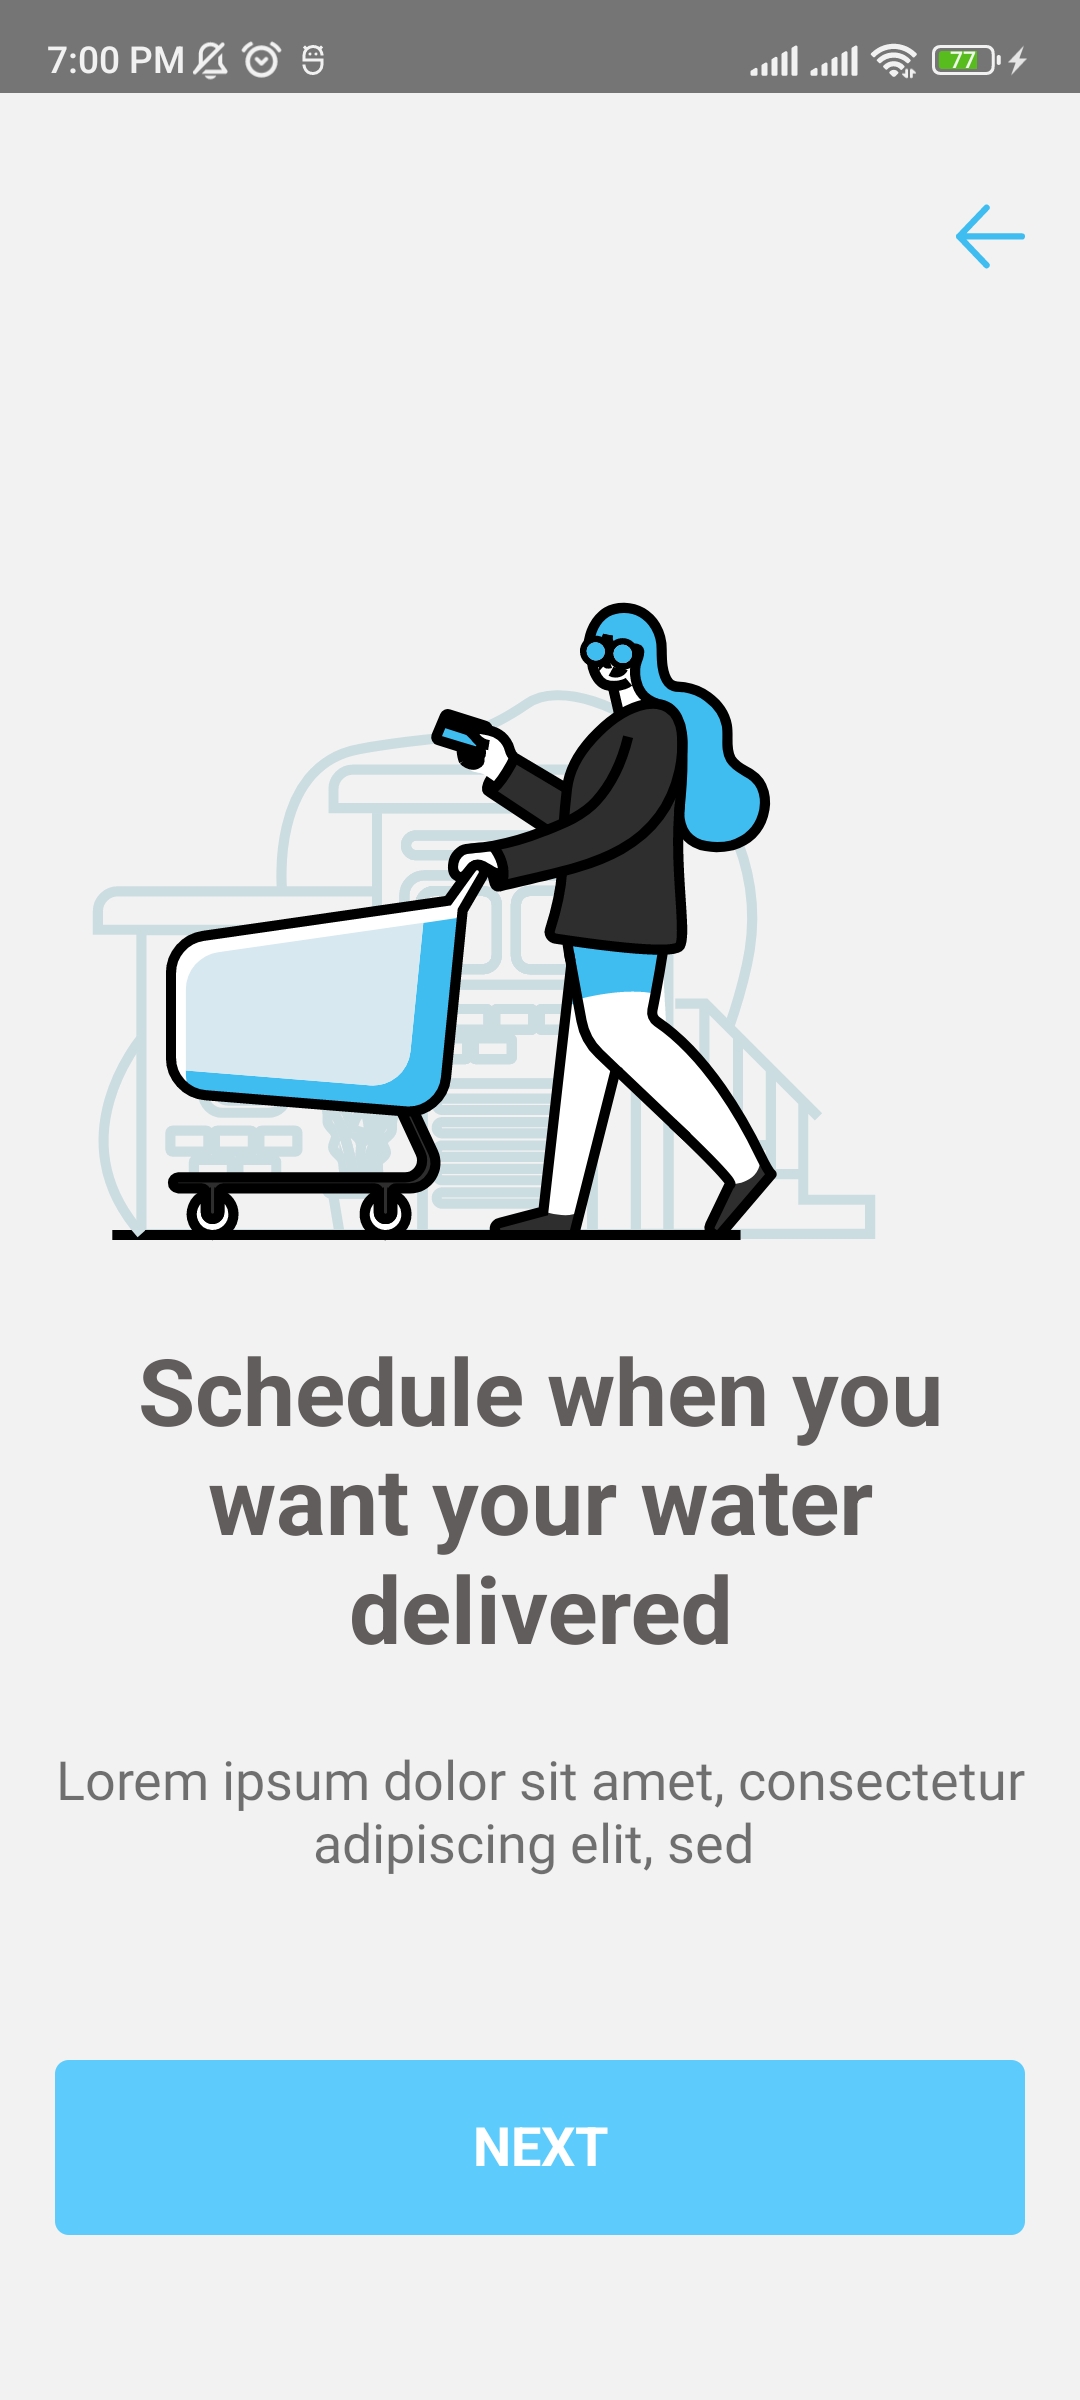 7:00 PM
77
Schedule when you
want your water
delivered
Lorem ipsum dolor sit amet, consectetur
adipiscing elit, sed
NEXT